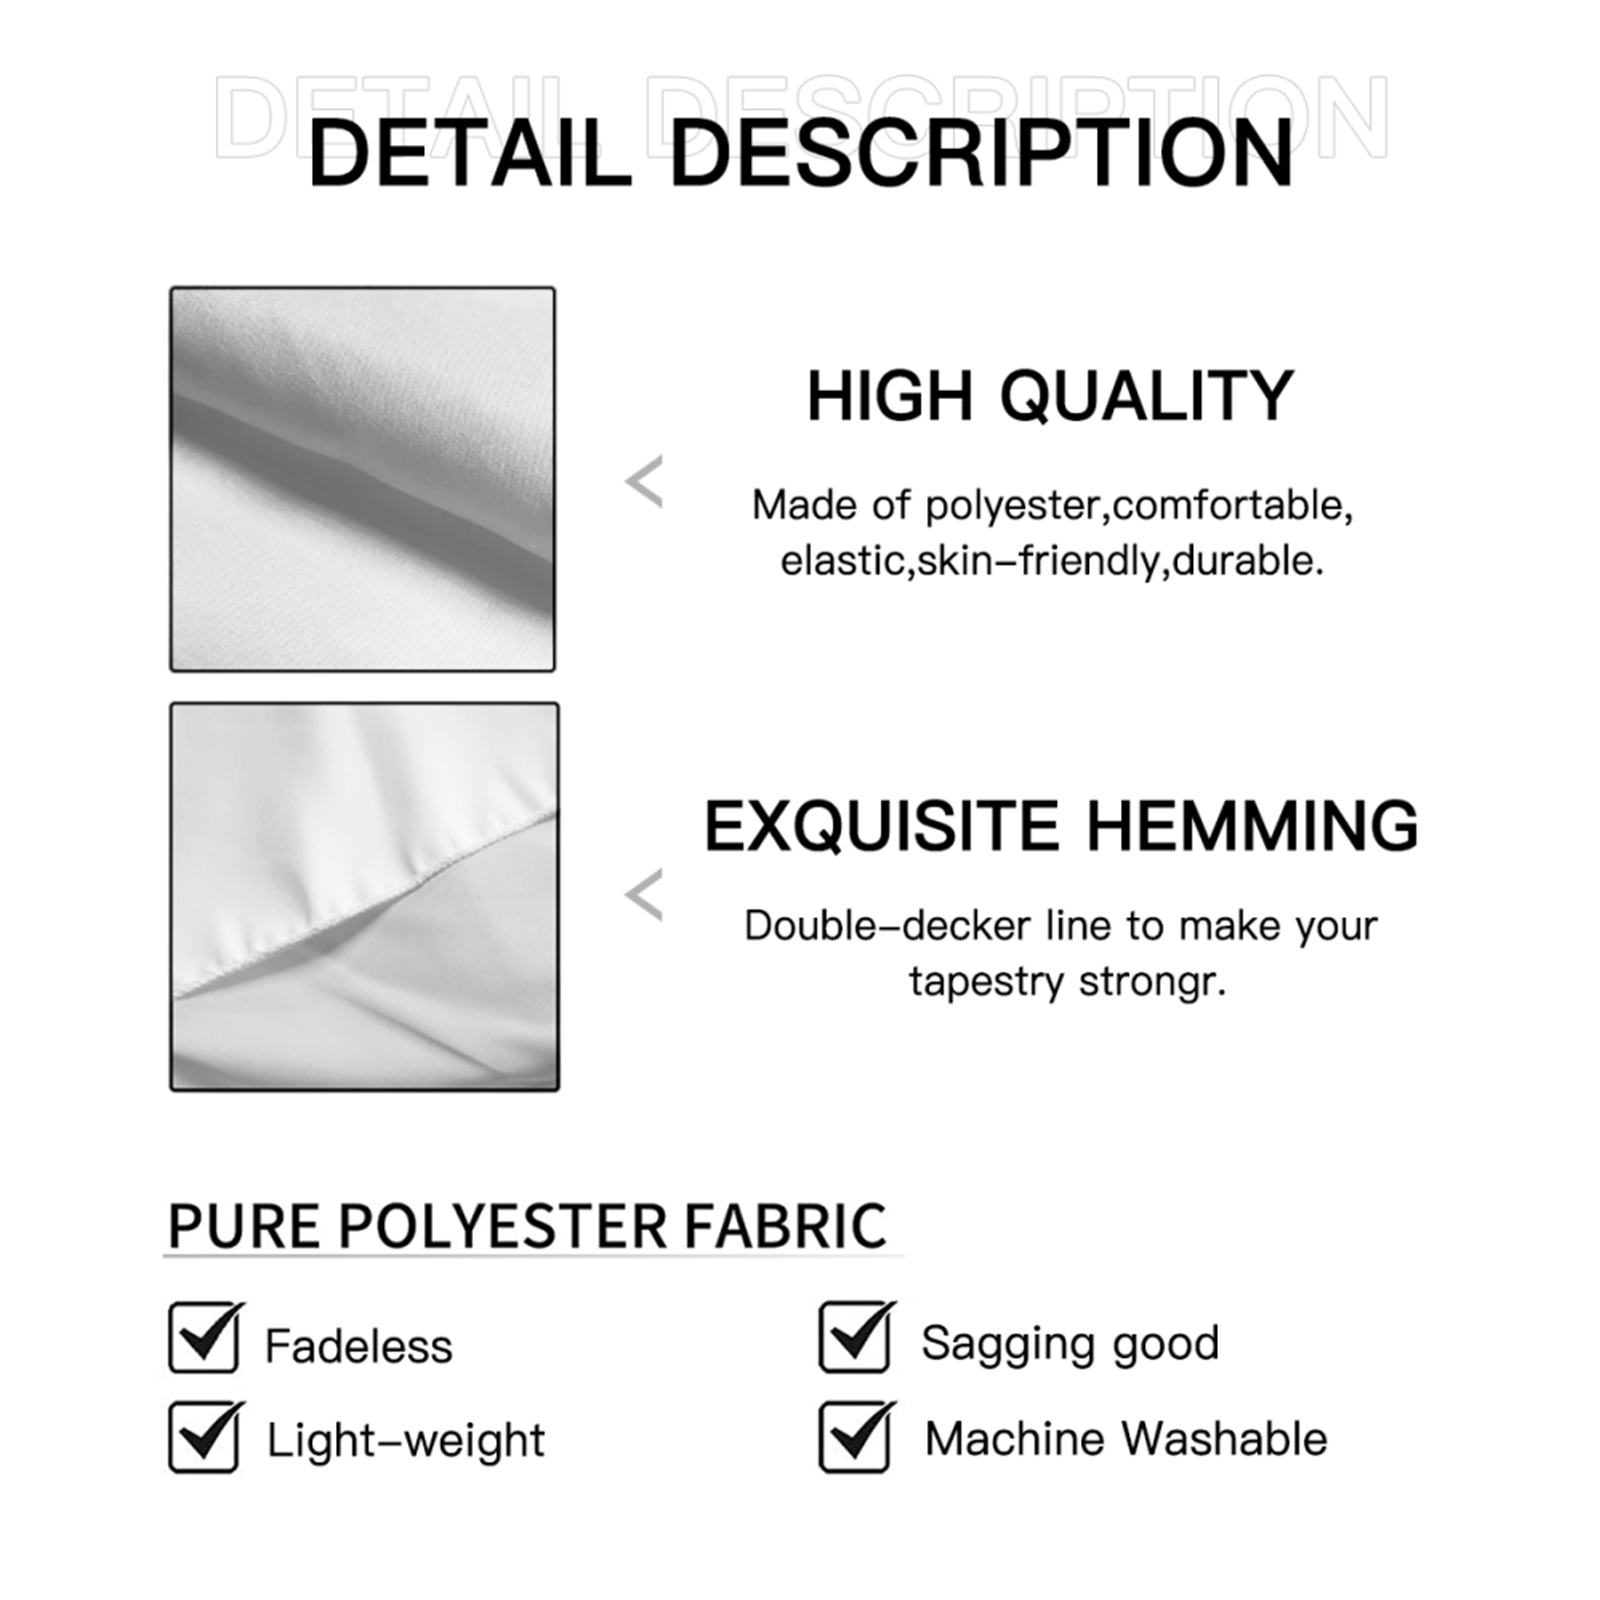 DETAIL DESCRIPTION
DETAIL DESCRIPTION
HIGH QUALITY
Made of polyester,comfortable,
elastic,skin–friendly,durable.
EXQUISITE HEMMING
Double–decker line to make your
tapestry strongr.
PURE POLYESTER FABRIC
Fadeless
Sagging good
Light–weight
Machine Washable